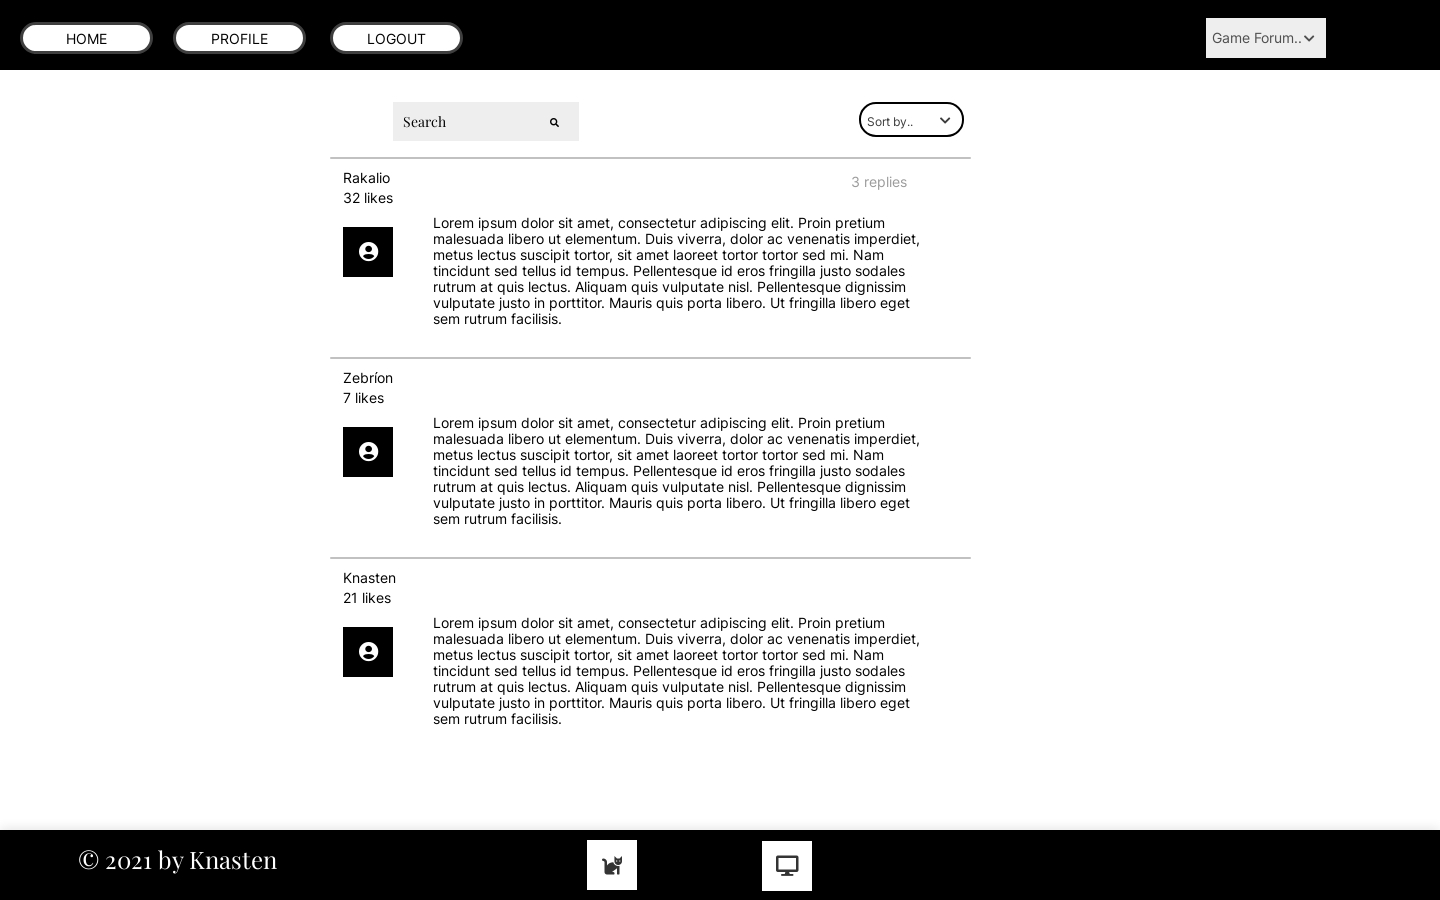 HOME
PROFILE
LOGOUT
Game Forum..
Search
Sort by..
Rakalio
32 likes
3 replies
Lorem ipsum dolor sit amet, consectetur adipiscing elit. Proin pretium
malesuada libero ut elementum. Duis viverra, dolor ac venenatis imperdiet,
metus lectus suscipit tortor, sit amet laoreet tortor tortor sed mi. Nam
tincidunt sed tellus id tempus. Pellentesque id eros fringilla justo sodales
rutrum at quis lectus. Aliquam quis vulputate nisl. Pellentesque dignissim
vulputate justo in porttitor. Mauris quis porta libero. Ut fringilla libero eget
sem rutrum facilisis.
Zebríon
7 likes
Lorem ipsum dolor sit amet, consectetur adipiscing elit. Proin pretium
malesuada libero ut elementum. Duis viverra, dolor ac venenatis imperdiet,
metus lectus suscipit tortor, sit amet laoreet tortor tortor sed mi. Nam
tincidunt sed tellus id tempus. Pellentesque id eros fringilla justo sodales
rutrum at quis lectus. Aliquam quis vulputate nisl. Pellentesque dignissim
vulputate justo in porttitor. Mauris quis porta libero. Ut fringilla libero eget
sem rutrum facilisis.
Knasten
21 likes
Lorem ipsum dolor sit amet, consectetur adipiscing elit. Proin pretium
malesuada libero ut elementum. Duis viverra, dolor ac venenatis imperdiet,
metus lectus suscipit tortor, sit amet laoreet tortor tortor sed mi. Nam
tincidunt sed tellus id tempus. Pellentesque id eros fringilla justo sodales
rutrum at quis lectus. Aliquam quis vulputate nisl. Pellentesque dignissim
vulputate justo in porttitor. Mauris quis porta libero. Ut fringilla libero eget
sem rutrum facilisis.
© 2021 by Knasten